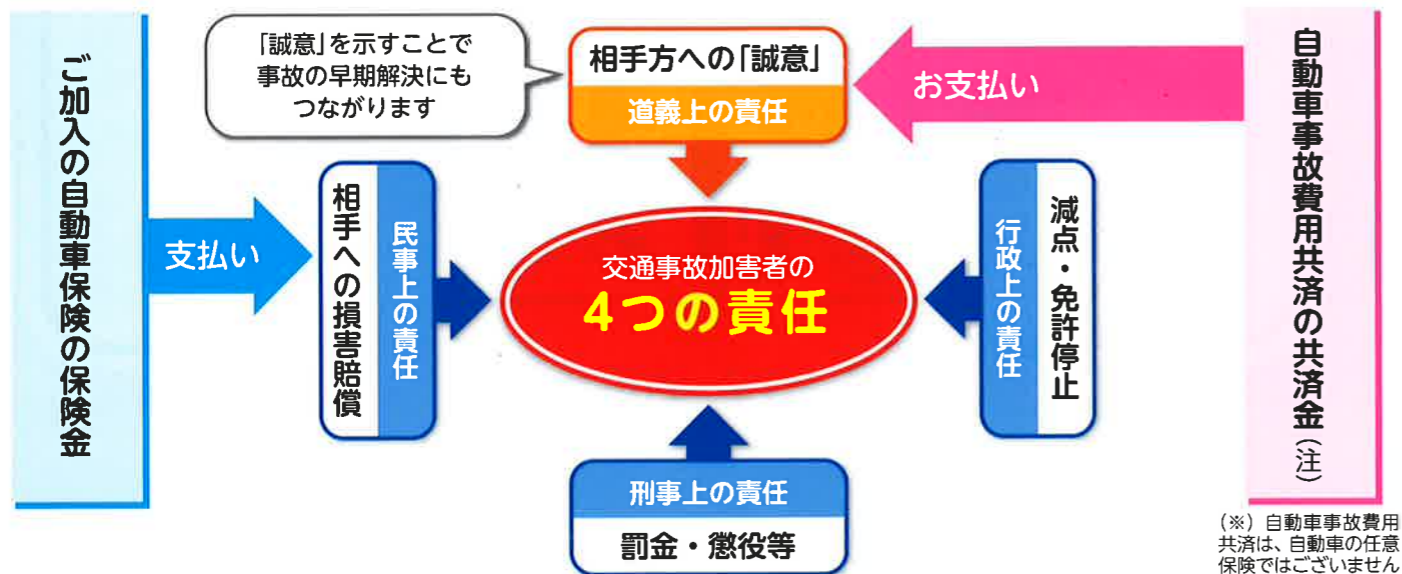 ご加入の自動車保険の保険金
「誠意」を示すことで
事故の早期解決にも
つながります
相手方への「誠意」
道義上の責任
お支払い
自動車事故費用共済の共済金(注)
支払い
相手への損害賠償
民事上の責任
交通事故加害者の
4つの責任
行政上の責任
減点・免許停止
刑事上の責任
罰金・懲役等
(※)自動車事故費用
共済は、自動車の任意
保険ではございません